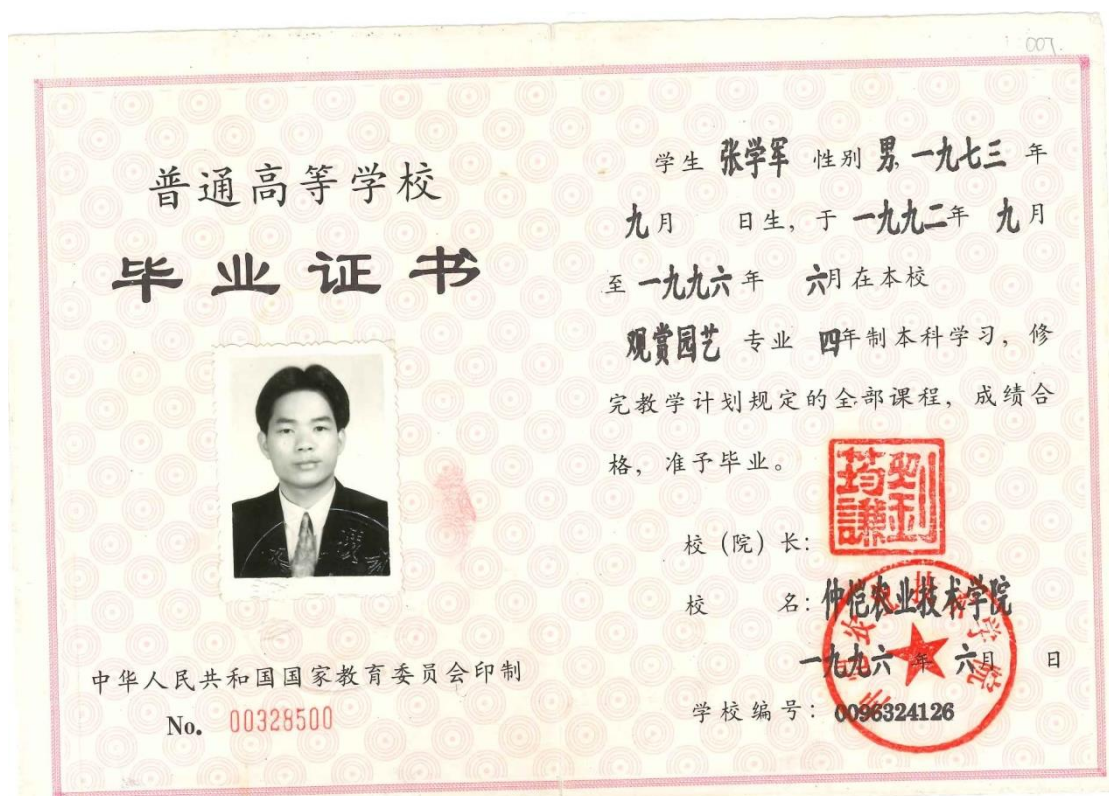 007.
普通高等学校
毕业证书
中华人民共和国国家教育委员会印制
No. 00328500
学生 张学军 性别 男, 一九七三 年
九月 日生, 于 一九九二年 九月
至 一九九六 年 六月在本校
观赏园艺 专业 四年制本科学习, 修
完教学计划规定的全部课程, 成绩合
格, 准予毕业。
校(院)长:
校 名: 仲恺农业技术学院
一九九六 年 六月 日
学校编号: 0096324126